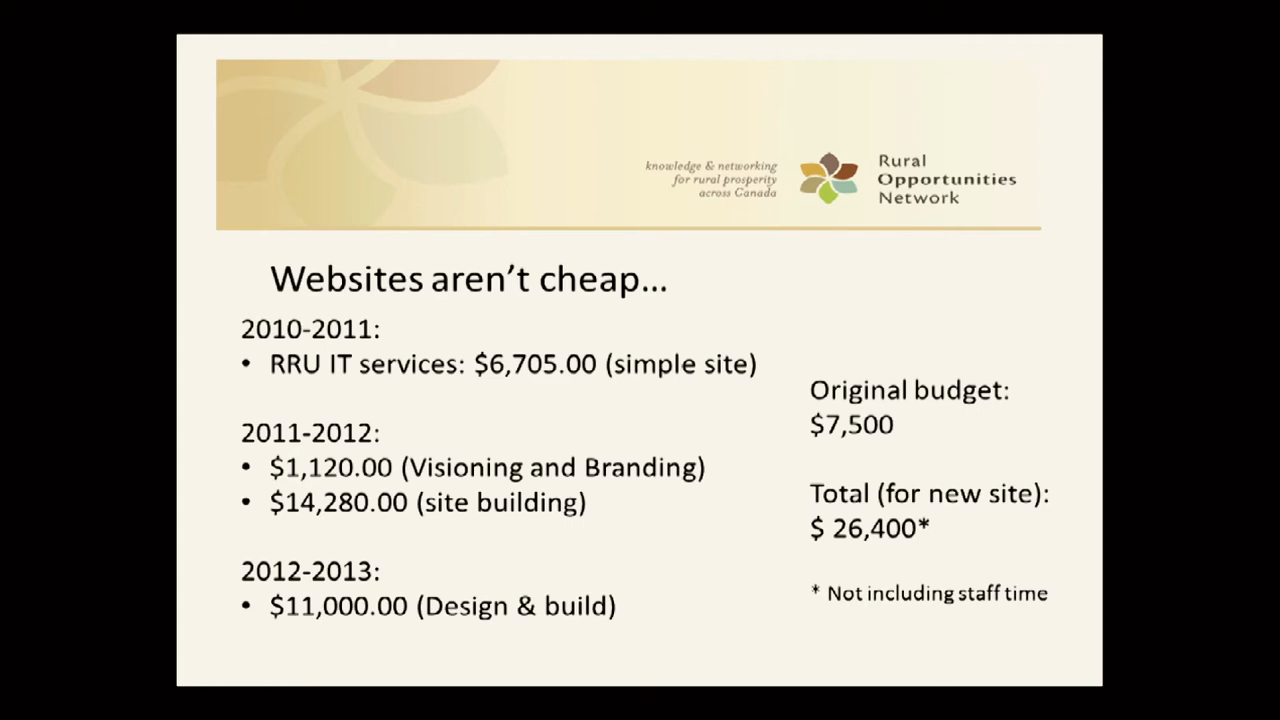 knowledge & networking
for rural prosperity
across Canada
Rural
Opportunities
Network
Websites aren’t cheap…
2010-2011:
• RRU IT services: $6,705.00 (simple site)
2011-2012:
• $1,120.00 (Visioning and Branding)
• $14,280.00 (site building)
2012-2013:
• $11,000.00 (Design & build)
Original budget:
$7,500
Total (for new site):
$ 26,400*
* Not including staff time